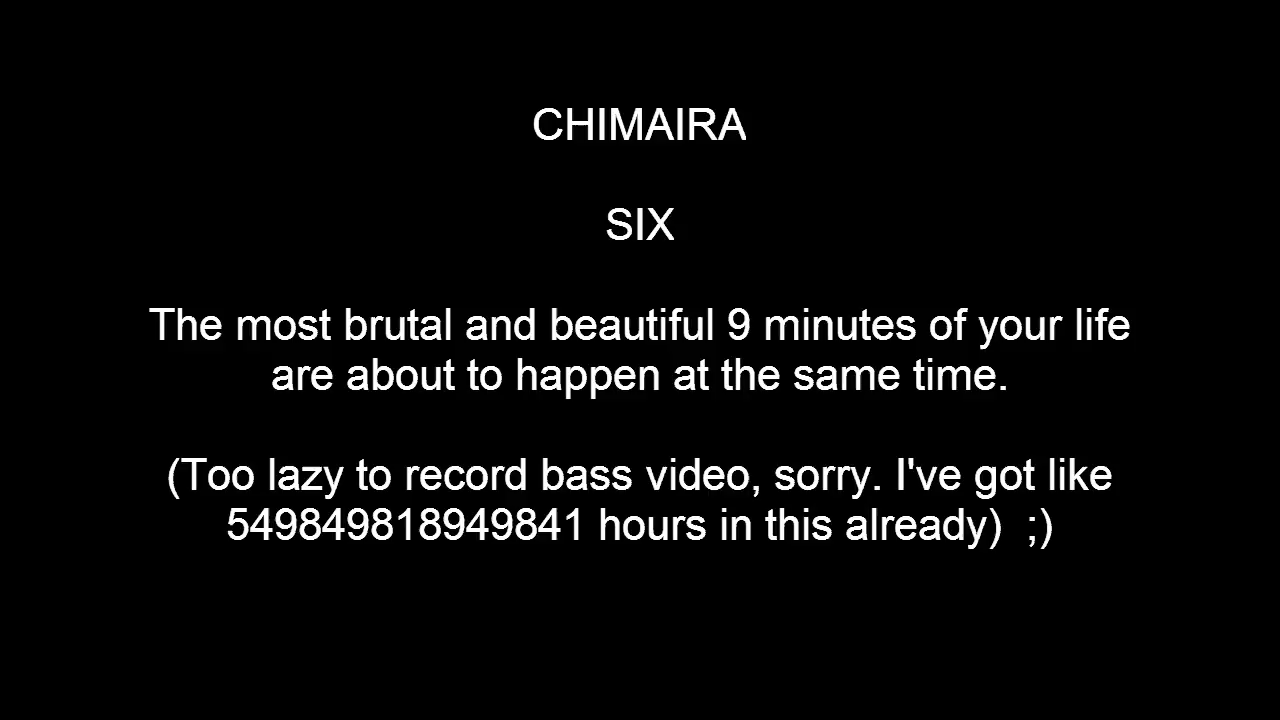 CHIMAIRA
SIX
The most brutal and beautiful 9 minutes of your life
are about to happen at the same time.
(Too lazy to record bass video, sorry. I've got like
549849818949841 hours in this already)  ;)